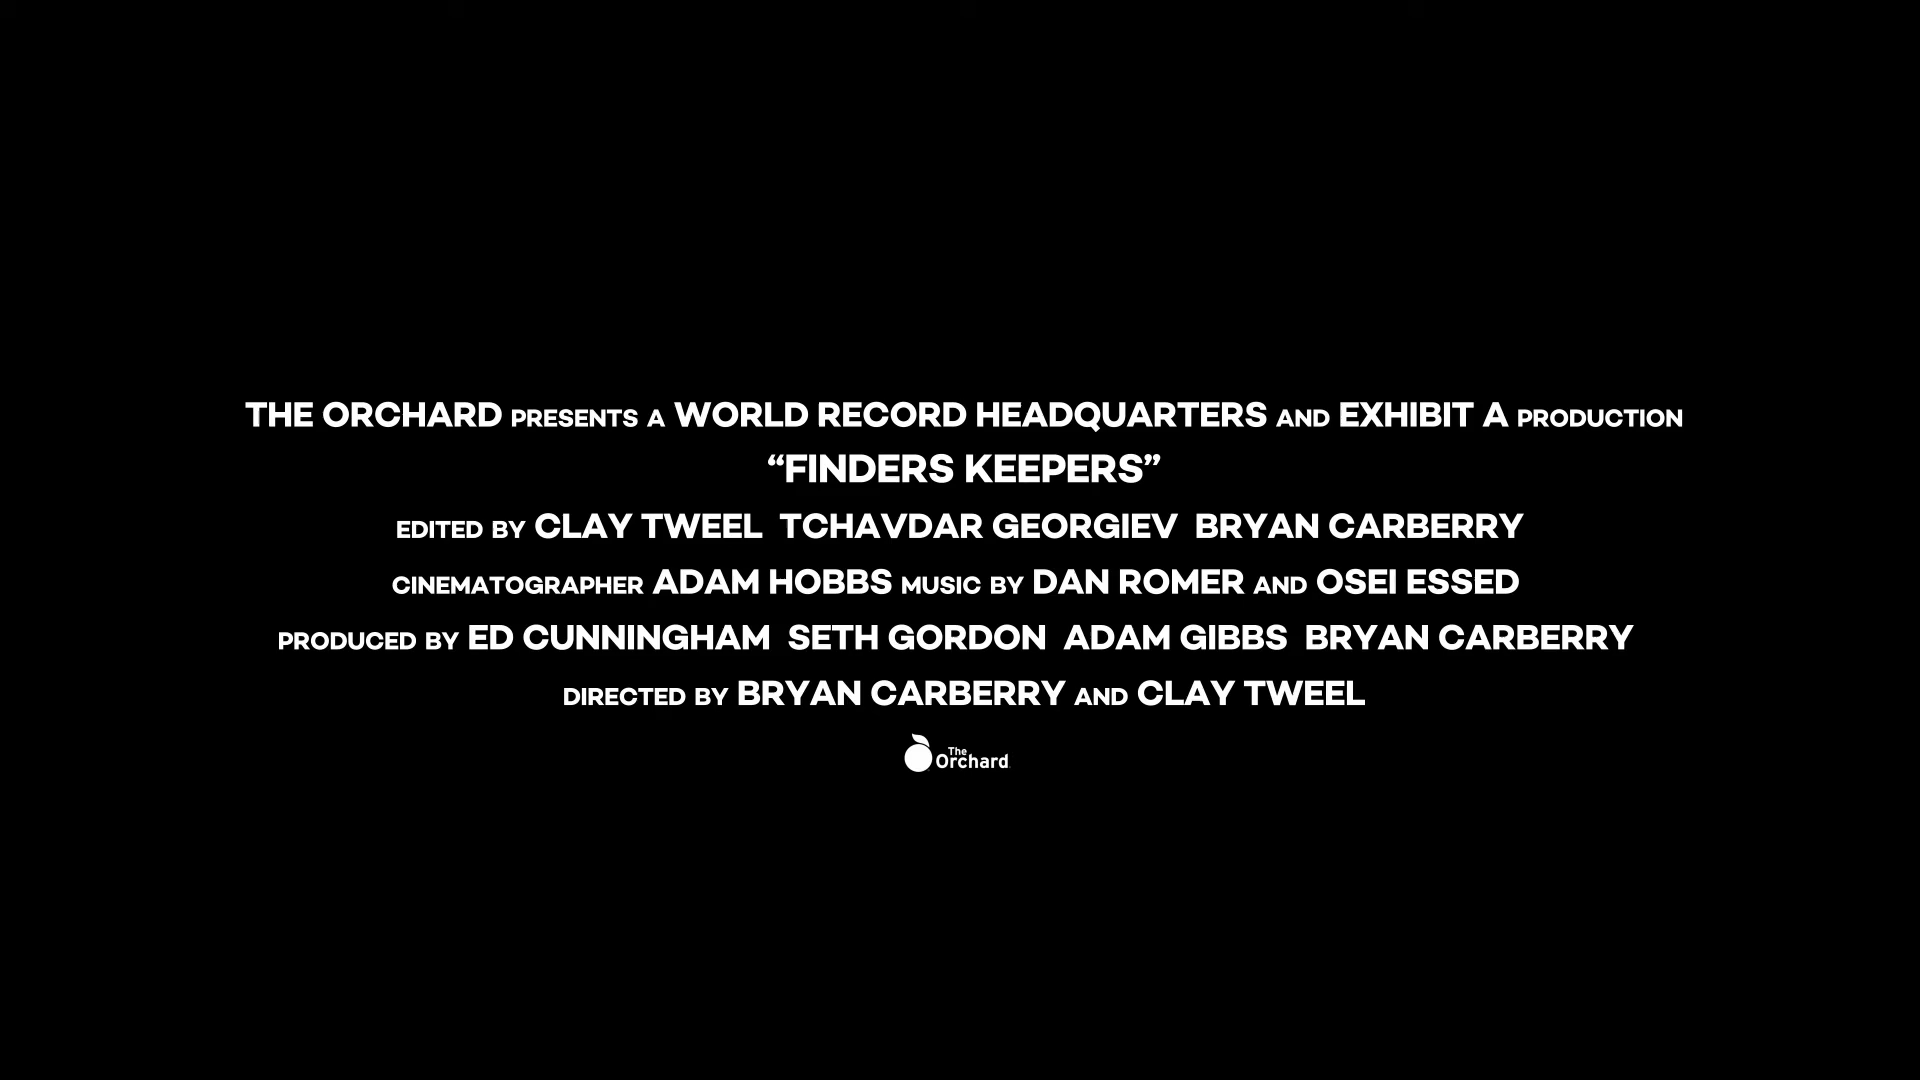 THE ORCHARD PRESENTS A WORLD RECORD HEADQUARTERS AND EXHIBIT A PRODUCTION
“FINDERS KEEPERS”
EDITED BY CLAY TWEEL TCHAVDAR GEORGIEV BRYAN CARBERRY
CINEMATOGRAPHER ADAM HOBBS MUSIC BY DAN ROMER AND OSEI ESSED
PRODUCED BY ED CUNNINGHAM SETH GORDON ADAM GIBBS BRYAN CARBERRY
DIRECTED BY BRYAN CARBERRY AND CLAY TWEEL
The
Orchard